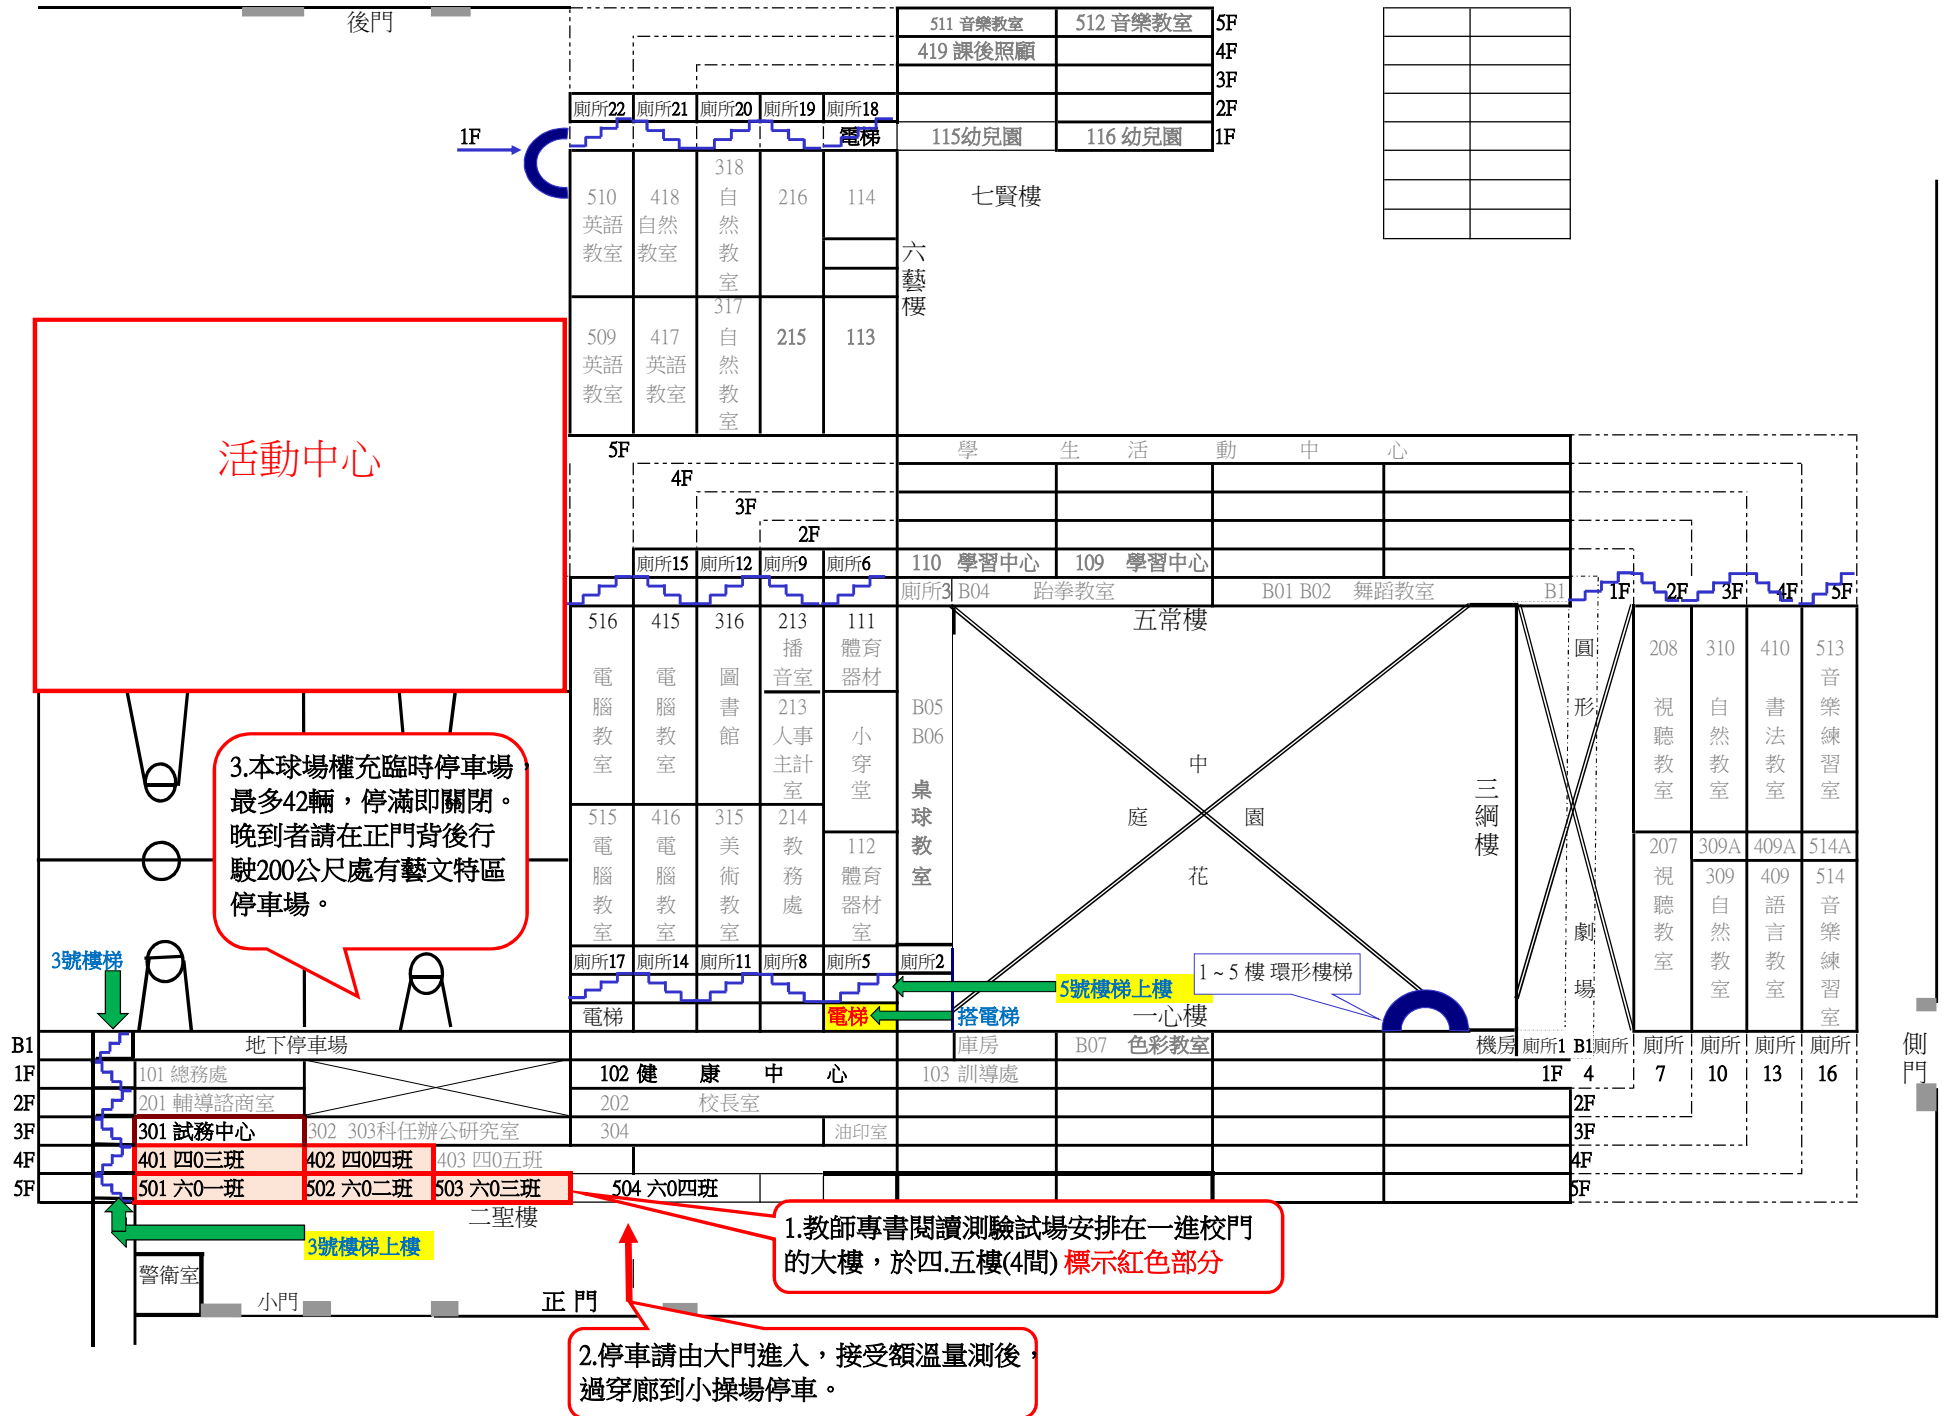 後門
511 音樂教室 512 音樂教室 5F
419 課後照顧 4F
3F
廁所22 廁所21 廁所20 廁所19 廁所18 2F
1F 電梯 115幼兒園 116 幼兒園 1F
七賢樓
510 英語教室
418 自然教室
318 自然教室
216
114
六藝樓
509 英語教室
417 英語教室
317 自然教室
215
113
活動中心
5F 學生活動中心
4F
3F
2F
廁所15 廁所12 廁所9 廁所6 110 學習中心 109 學習中心
廁所3 B04 跆拳教室 B01 B02 舞蹈教室 B1 1F 2F 3F 4F 5F
五常樓
516 電腦教室
415 電腦教室
316 圖書館
213 播音室
111 體育器材
213 人事主計室
小穿堂
B05
B06
桌球教室
中庭園花
三綱樓
圓形劇場
208 視聽教室
310 自然教室
410 書法教室
513 音樂練習室
515 電腦教室
416 電腦教室
315 美術教室
214 教務處
112 體育器材室
207 視聽教室
309A 409A 514A
309 自然教室
409 語言教室
514 音樂練習室
3.本球場權充臨時停車場，
最多42輛，停滿即關閉。
晚到者請在正門背後行
駛200公尺處有藝文特區
停車場。
3號樓梯
廁所17 廁所14 廁所11 廁所8 廁所5 廁所2
1 ~ 5 樓 環形樓梯
5號樓梯上樓
電梯 電梯 搭電梯 一心樓
B1 地下停車場 庫房 B07 色彩教室 機房 廁所1 B1廁所 廁所 廁所 廁所 廁所
1F 101 總務處 102 健康中心 103 訓導處 1F 4 7 10 13 16
側門
2F 201 輔導諮商室 202 校長室 2F
3F 301 試務中心 302 303科任辦公研究室 304 油印室 3F
4F 401 四0三班 402 四0四班 403 四0五班 4F
5F 501 六0一班 502 六0二班 503 六0三班 504 六0四班 5F
二聖樓
3號樓梯上樓
1.教師專書閱讀測驗試場安排在一進校門
的大樓，於四.五樓(4間) 標示紅色部分
警衛室
小門
正門
2.停車請由大門進入，接受額溫量測後，
過穿廊到小操場停車。